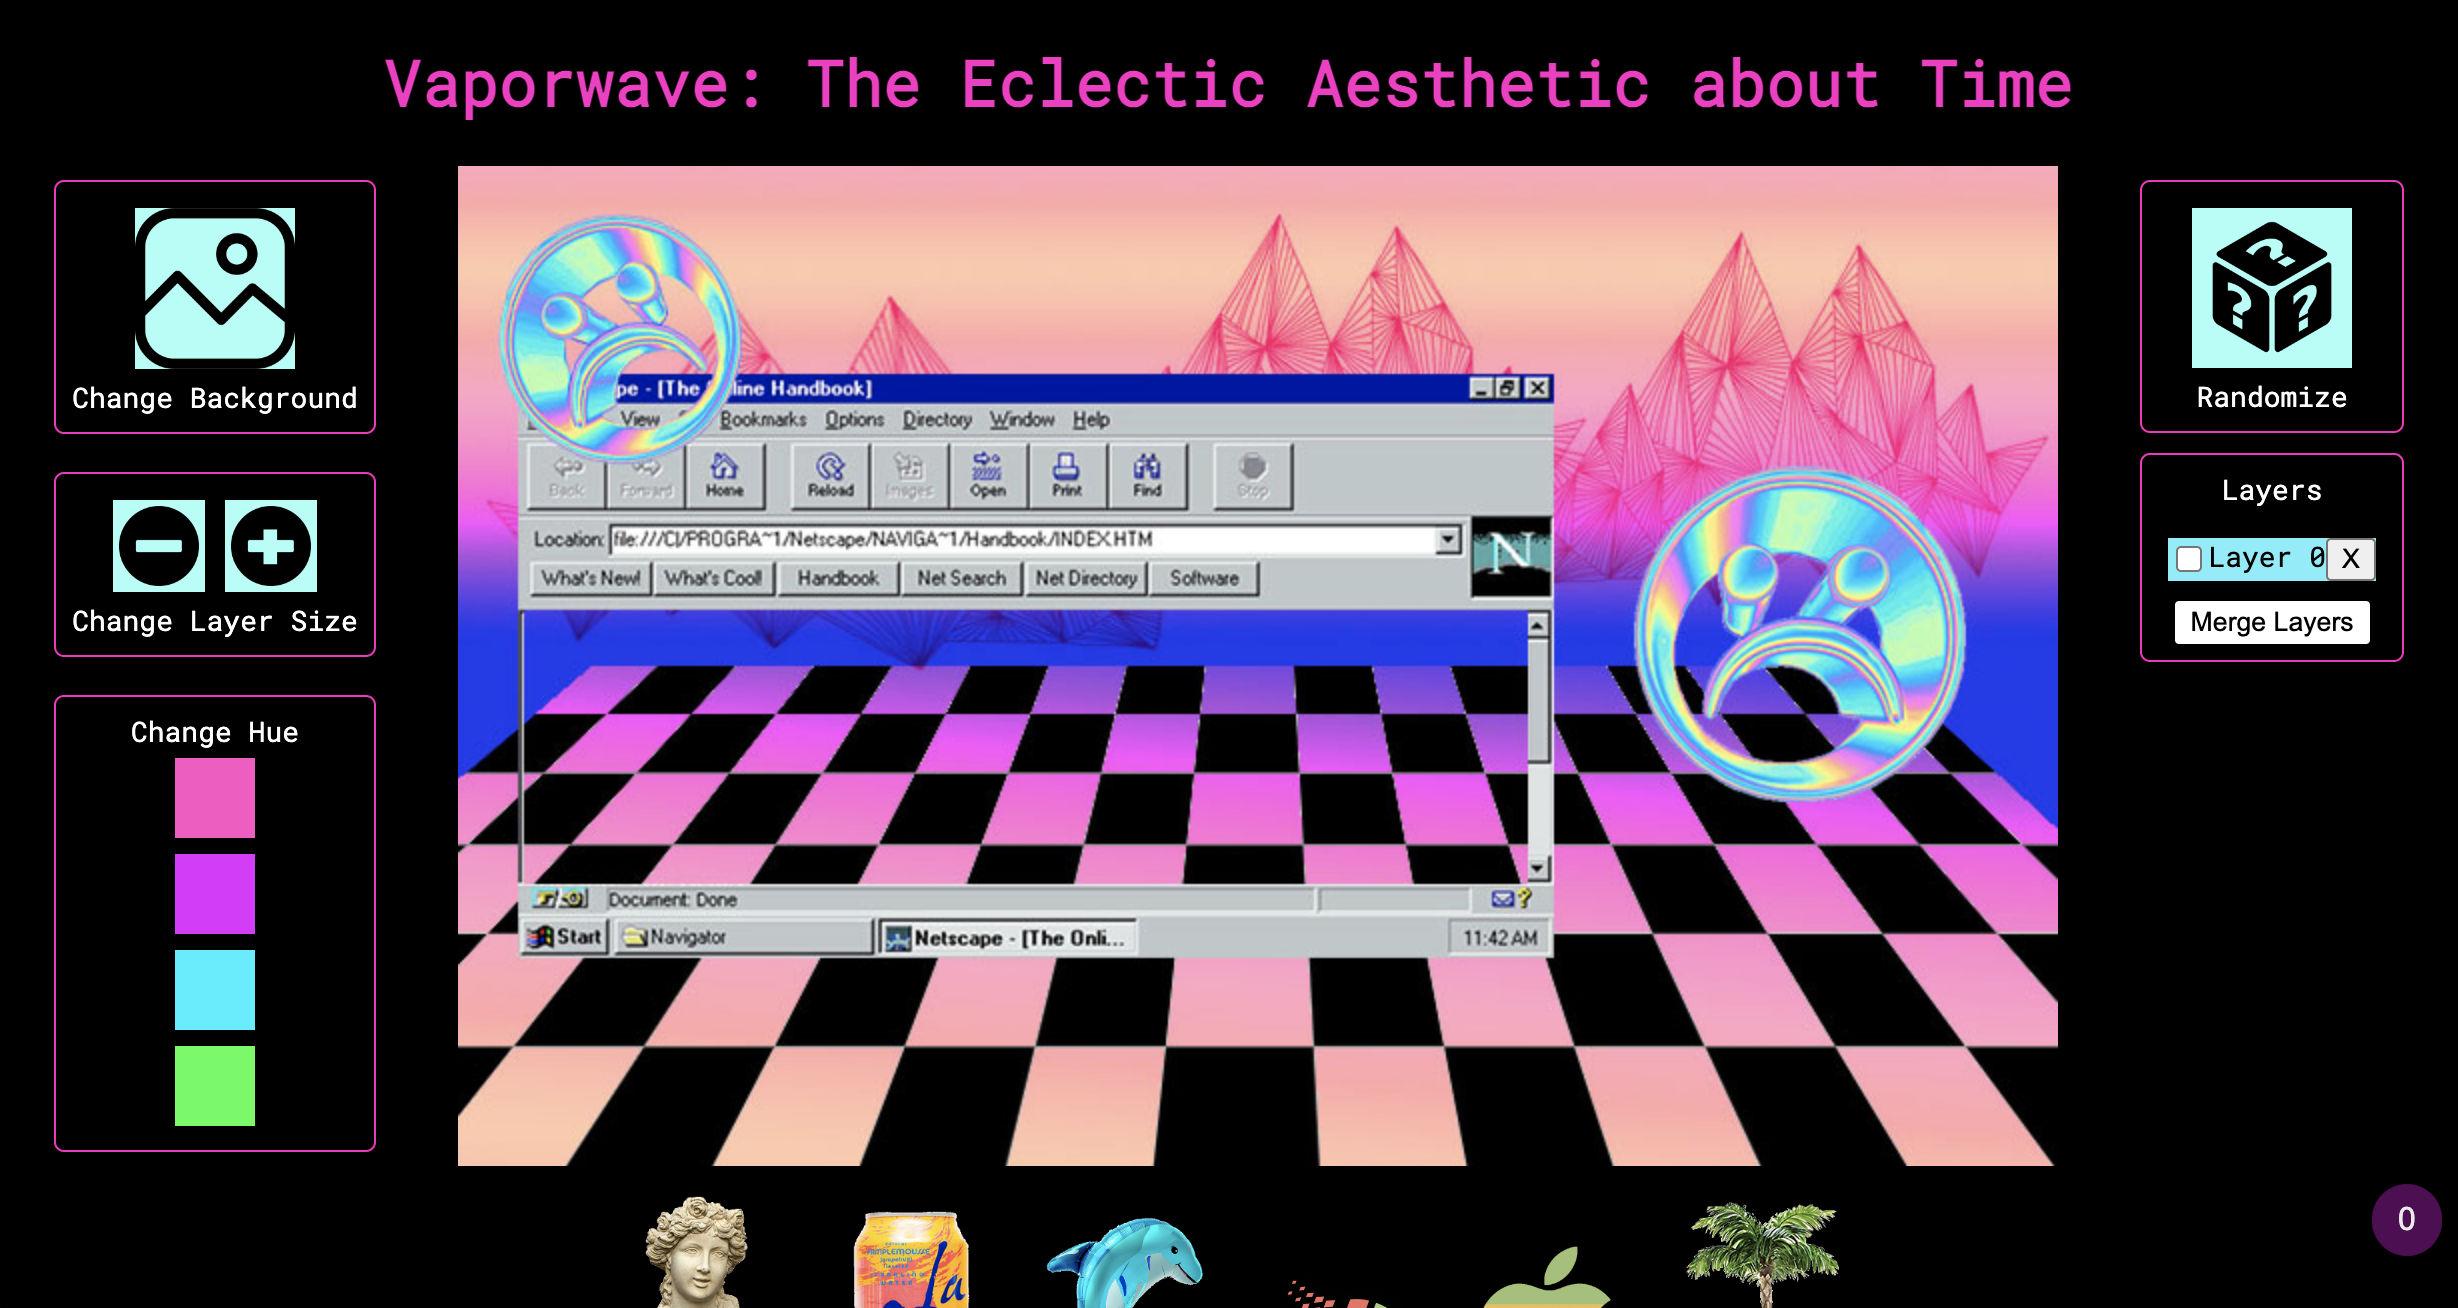 Vaporwave: The Eclectic Aesthetic about Time
Change Background
Change Layer Size
Change Hue
pe - [The Online Handbook]
View
Bookmarks
Options
Directory
Window
Help
Back
Forward
Home
Reload
Images
Open
Print
Find
Stop
Location:
file:///C|/PROGRA~1/Netscape/NAVIGA~1/Handbook/INDEX.HTM
N
What's New!
What's Cool!
Handbook
Net Search
Net Directory
Software
Document: Done
Start
Navigator
Netscape - [The Onli...
11:42 AM
Randomize
Layers
Layer 0
X
Merge Layers
PAMPLEMOUSSE
La
0